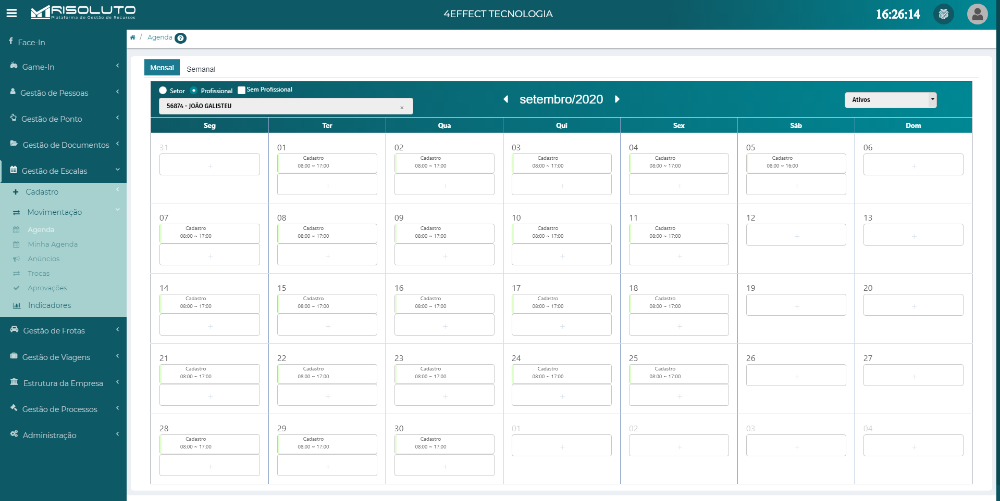 RISOLUTO
Plataforma de Gestão de Recursos
4EFFECT TECNOLOGIA
16:26:14
Face-In
Game-In
Gestão de Pessoas
Gestão de Ponto
Gestão de Documentos
Gestão de Escalas
Cadastro
Movimentação
Agenda
Minha Agenda
Anúncios
Trocas
Aprovações
Indicadores
Gestão de Frotas
Gestão de Viagens
Estrutura da Empresa
Gestão de Processos
Administração
/ Agenda ?
Mensal Semanal
Setor Profissional Sem Profissional
56874 - JOÃO GALISTEU ×
setembro/2020
Ativos
Seg Ter Qua Qui Sex Sáb Dom
31 01 02 03 04 05 06
Cadastro Cadastro Cadastro Cadastro Cadastro
+ 08:00 ~ 17:00 08:00 ~ 17:00 08:00 ~ 17:00 08:00 ~ 17:00 08:00 ~ 16:00 +
+ + + + +
07 08 09 10 11 12 13
Cadastro Cadastro Cadastro Cadastro Cadastro
08:00 ~ 17:00 08:00 ~ 17:00 08:00 ~ 17:00 08:00 ~ 17:00 08:00 ~ 17:00 + +
+ + + + +
14 15 16 17 18 19 20
Cadastro Cadastro Cadastro Cadastro Cadastro
08:00 ~ 17:00 08:00 ~ 17:00 08:00 ~ 17:00 08:00 ~ 17:00 08:00 ~ 17:00 + +
+ + + + +
21 22 23 24 25 26 27
Cadastro Cadastro Cadastro Cadastro Cadastro
08:00 ~ 17:00 08:00 ~ 17:00 08:00 ~ 17:00 08:00 ~ 17:00 08:00 ~ 17:00 + +
+ + + + +
28 29 30 01 02 03 04
Cadastro Cadastro Cadastro
08:00 ~ 17:00 08:00 ~ 17:00 08:00 ~ 17:00 + + + +
+ + +